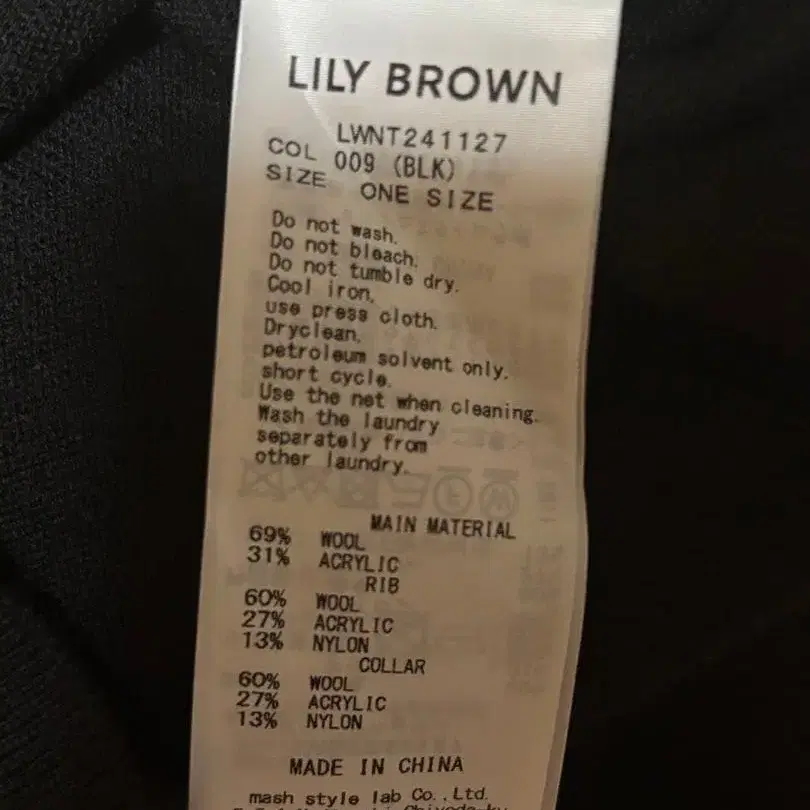 LILY BROWN
LWNT241127
COL 009 (BLK)
SIZE ONE SIZE
Do not wash.
Do not bleach.
Do not tumble dry.
Cool iron.
use press cloth.
Dryclean.
petroleum solvent only.
short cycle.
Use the net when cleaning.
Wash the laundry
separately from
other laundry.
MAIN MATERIAL
69% WOOL
31% ACRYLIC
RIB
60% WOOL
27% ACRYLIC
13% NYLON
COLLAR
60% WOOL
27% ACRYLIC
13% NYLON
MADE IN CHINA
mash style lab Co.,Ltd.